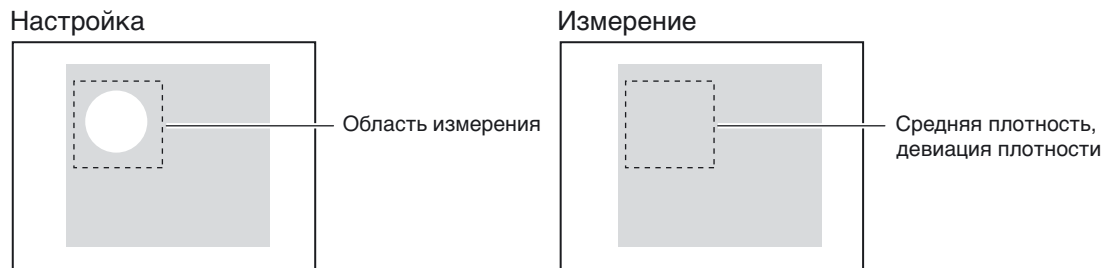 Настройка
Измерение
Область измерения
Средняя плотность,
девиация плотности